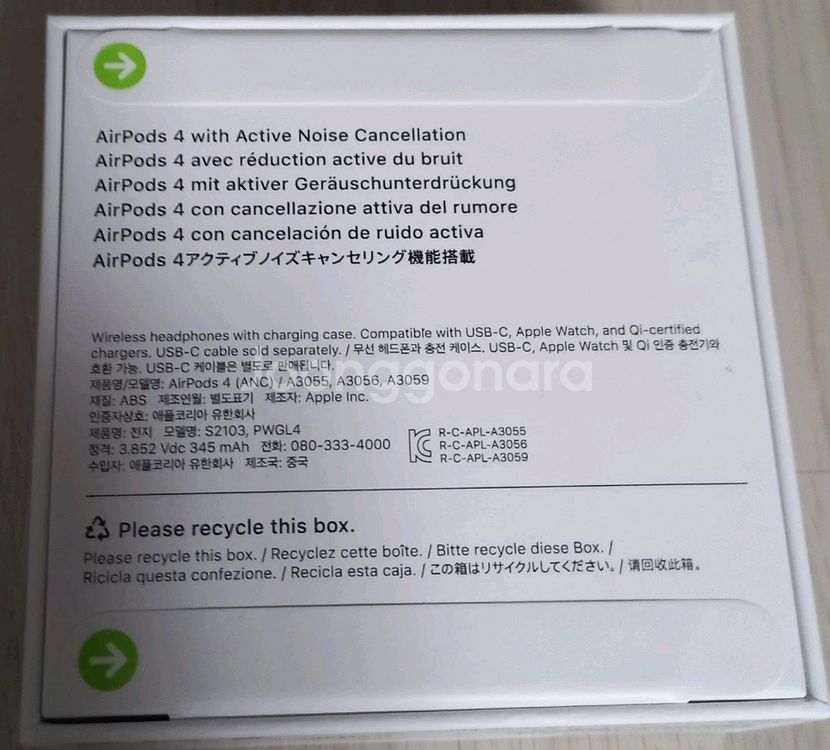 AirPods 4 with Active Noise Cancellation
AirPods 4 avec réduction active du bruit
AirPods 4 mit aktiver Geräuschunterdrückung
AirPods 4 con cancellazione attiva del rumore
AirPods 4 con cancelación de ruido activa
AirPods 4アクティブノイズキャンセリング機能搭載
Wireless headphones with charging case. Compatible with USB-C, Apple Watch, and Qi-certified
chargers. USB-C cable sold separately. / 무선 헤드폰과 충전 케이스. USB-C, Apple Watch 및 Qi 인증 충전기와
호환 가능. USB-C 케이블은 별도로 판매됩니다.
joonggonara
제품명/모델명: AirPods 4 (ANC) / A3055, A3056, A3059
재질: ABS 제조연월: 별도표기 제조자: Apple Inc.
인증자상호: 애플코리아 유한회사
제품명: 전지 모델명: S2103, PWGL4
정격: 3.852 Vdc 345 mAh 전화: 080-333-4000
수입자: 애플코리아 유한회사 제조국: 중국
R-C-APL-A3055
R-C-APL-A3056
R-C-APL-A3059
Please recycle this box.
Please recycle this box. / Recyclez cette boîte. / Bitte recycle diese Box. /
Ricicla questa confezione. / Recicla esta caja. / この箱はリサイクルしてください。/ 请回收此箱。